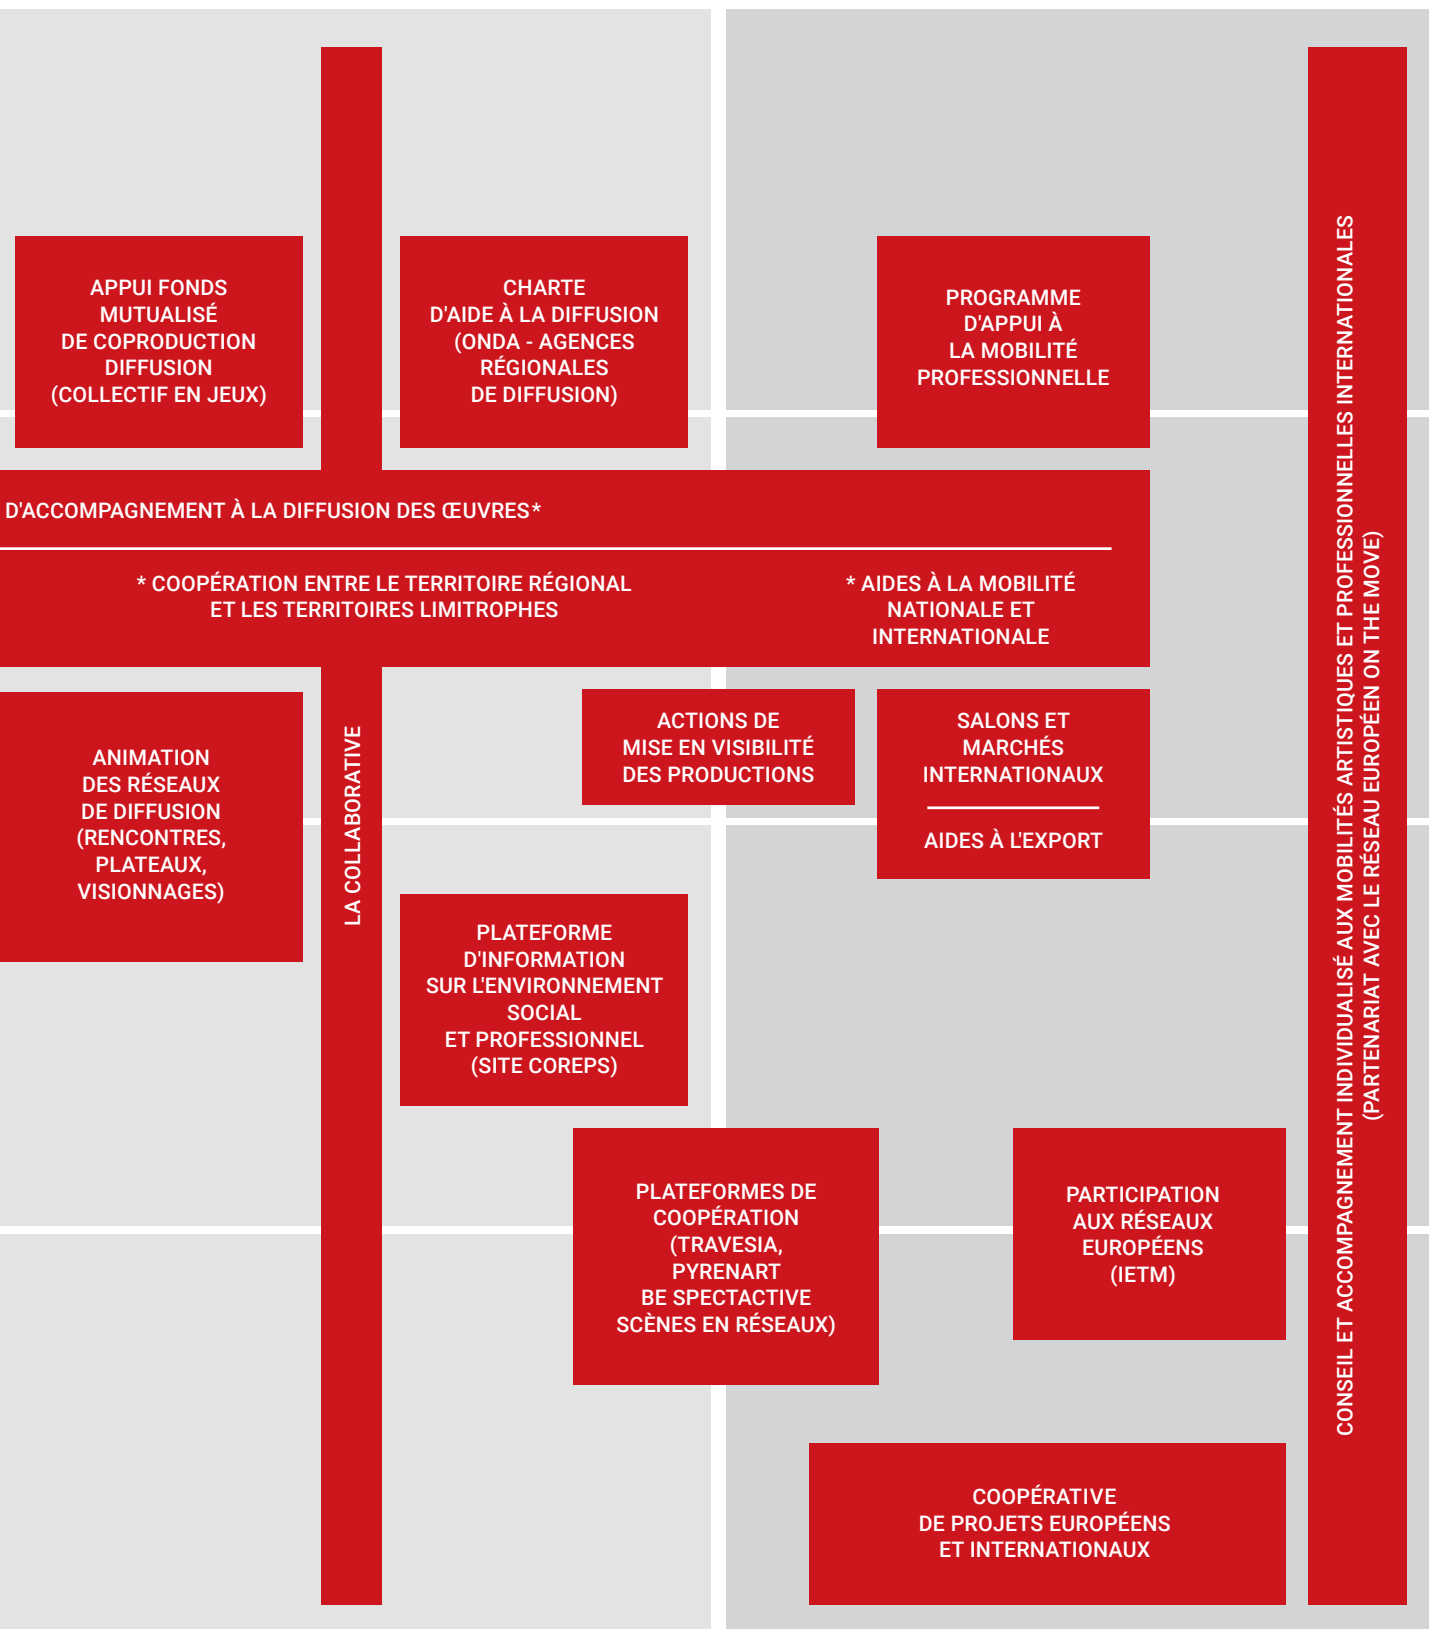 APPUI FONDS
MUTUALISÉ
DE COPRODUCTION
DIFFUSION
(COLLECTIF EN JEUX)
CHARTE
D'AIDE À LA DIFFUSION
(ONDA - AGENCES
RÉGIONALES
DE DIFFUSION)
PROGRAMME
D'APPUI À
LA MOBILITÉ
PROFESSIONNELLE
D'ACCOMPAGNEMENT À LA DIFFUSION DES ŒUVRES*
* COOPÉRATION ENTRE LE TERRITOIRE RÉGIONAL
ET LES TERRITOIRES LIMITROPHES
* AIDES À LA MOBILITÉ
NATIONALE ET
INTERNATIONALE
ANIMATION
DES RÉSEAUX
DE DIFFUSION
(RENCONTRES,
PLATEAUX,
VISIONNAGES)
LA COLLABORATIVE
ACTIONS DE
MISE EN VISIBILITÉ
DES PRODUCTIONS
SALONS ET
MARCHÉS
INTERNATIONAUX
AIDES À L'EXPORT
PLATEFORME
D'INFORMATION
SUR L'ENVIRONNEMENT
SOCIAL
ET PROFESSIONNEL
(SITE COREPS)
PLATEFORMES DE
COOPÉRATION
(TRAVESIA,
PYRENART
BE SPECTACTIVE
SCÈNES EN RÉSEAUX)
PARTICIPATION
AUX RÉSEAUX
EUROPÉENS
(IETM)
COOPÉRATIVE
DE PROJETS EUROPÉENS
ET INTERNATIONAUX
CONSEIL ET ACCOMPAGNEMENT INDIVIDUALISÉ AUX MOBILITÉS ARTISTIQUES ET PROFESSIONNELLES INTERNATIONALES
(PARTENARIAT AVEC LE RÉSEAU EUROPÉEN ON THE MOVE)